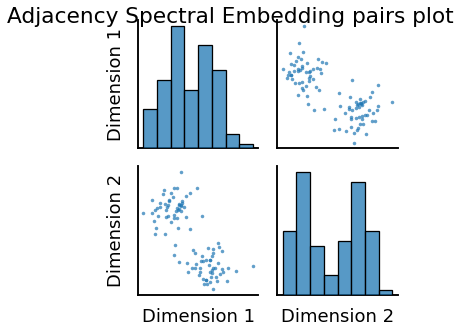 Adjacency Spectral Embedding pairs plot
Dimension 1
Dimension 2
Dimension 1
Dimension 2